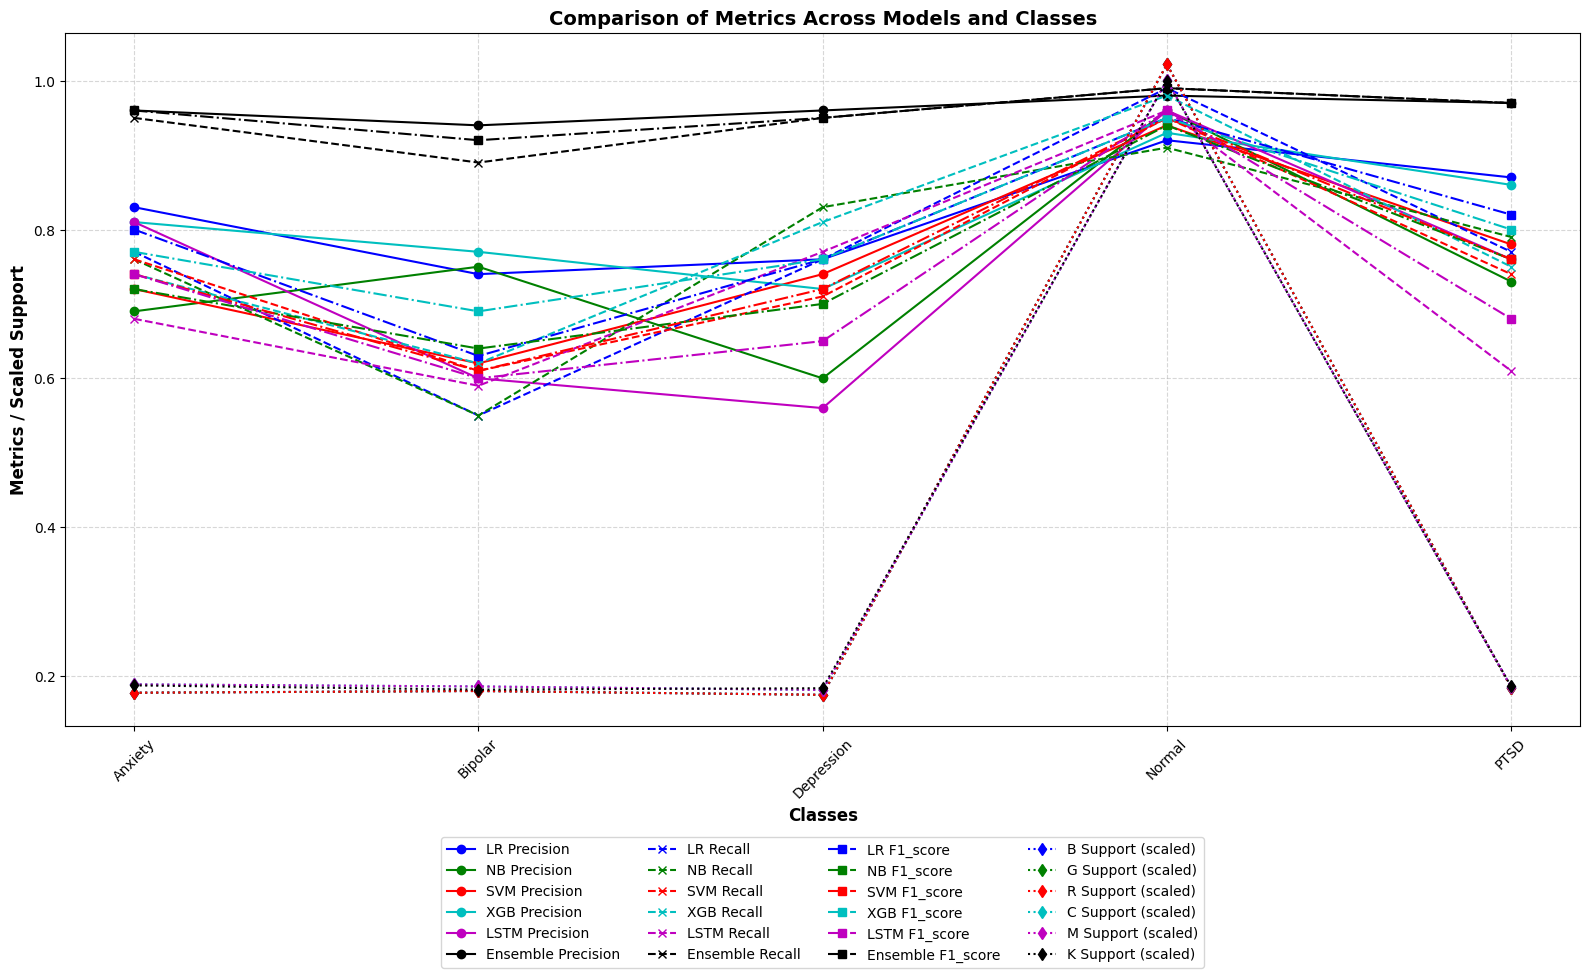 Comparison of Metrics Across Models and Classes
Metrics / Scaled Support
1.0
0.8
0.6
0.4
0.2
Anxiety
Bipolar
Depression
Normal
PTSD
Classes
LR Precision
NB Precision
SVM Precision
XGB Precision
LSTM Precision
Ensemble Precision
LR Recall
NB Recall
SVM Recall
XGB Recall
LSTM Recall
Ensemble Recall
LR F1_score
NB F1_score
SVM F1_score
XGB F1_score
LSTM F1_score
Ensemble F1_score
B Support (scaled)
G Support (scaled)
R Support (scaled)
C Support (scaled)
M Support (scaled)
K Support (scaled)